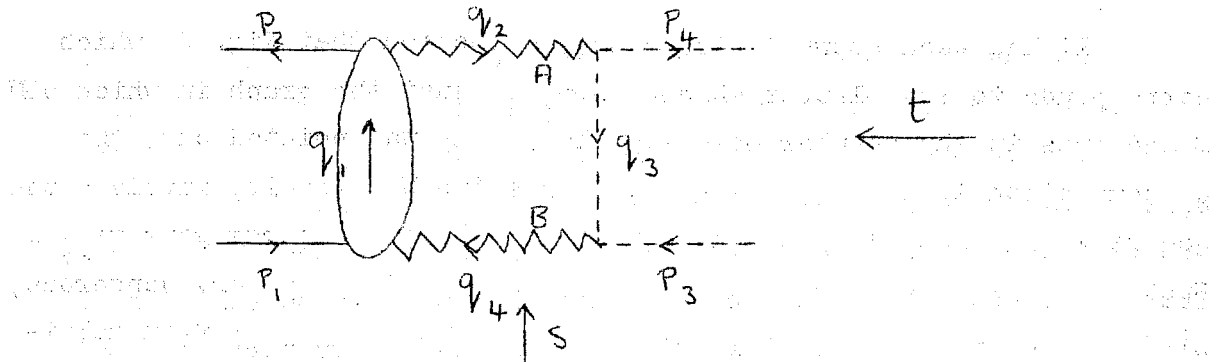 P₂ q₂ P₄
A
t
q₁ q₃
B
P₁ q₄ P₃
S